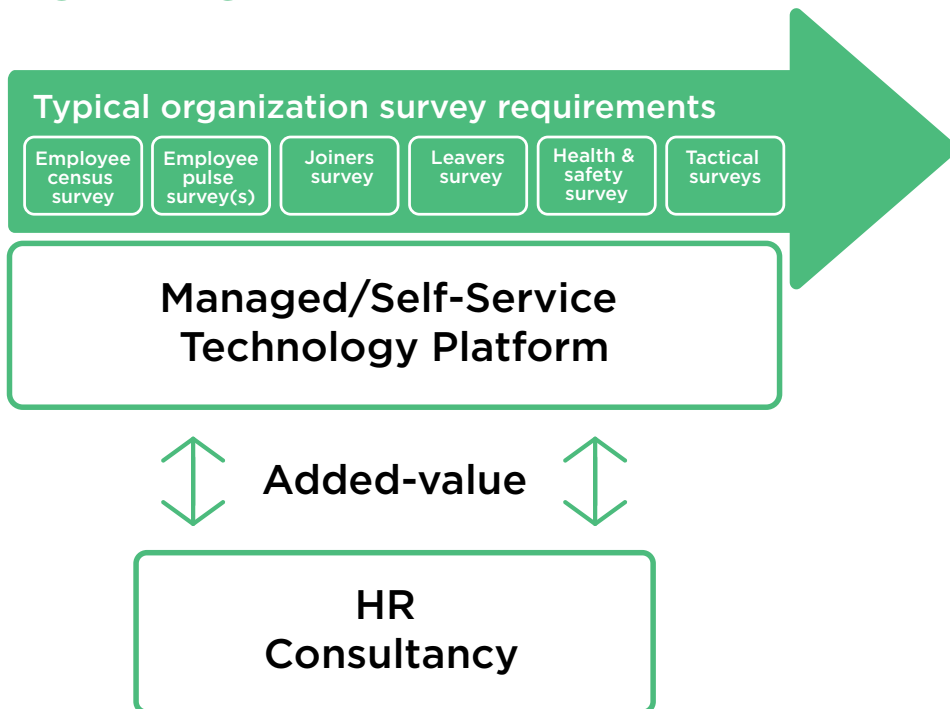 Typical organization survey requirements
Employee
census
survey
Employee
pulse
survey(s)
Joiners
survey
Leavers
survey
Health &
safety
survey
Tactical
surveys
Managed/Self-Service
Technology Platform
Added-value
HR
Consultancy